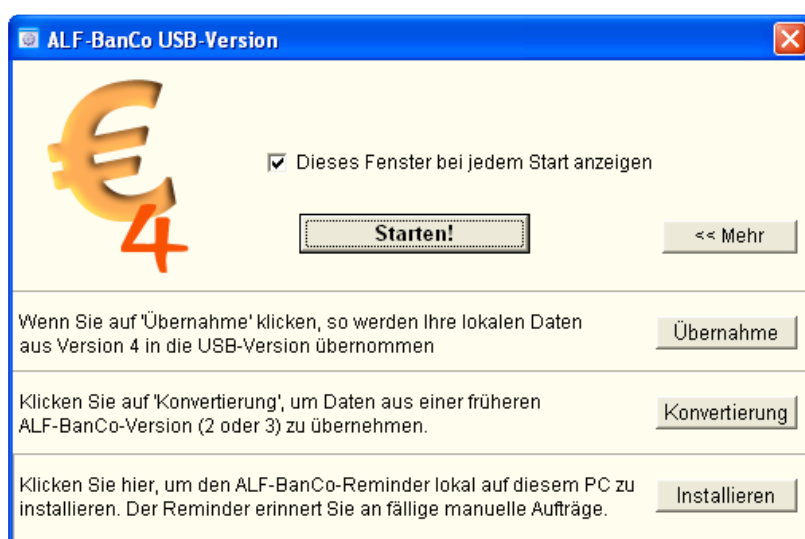 ALF-BanCo USB-Version
4
Dieses Fenster bei jedem Start anzeigen
Starten!
<< Mehr
Wenn Sie auf 'Übernahme' klicken, so werden Ihre lokalen Daten
aus Version 4 in die USB-Version übernommen
Übernahme
Klicken Sie auf 'Konvertierung', um Daten aus einer früheren
ALF-BanCo-Version (2 oder 3) zu übernehmen.
Konvertierung
Klicken Sie hier, um den ALF-BanCo-Reminder lokal auf diesem PC zu
installieren. Der Reminder erinnert Sie an fällige manuelle Aufträge.
Installieren